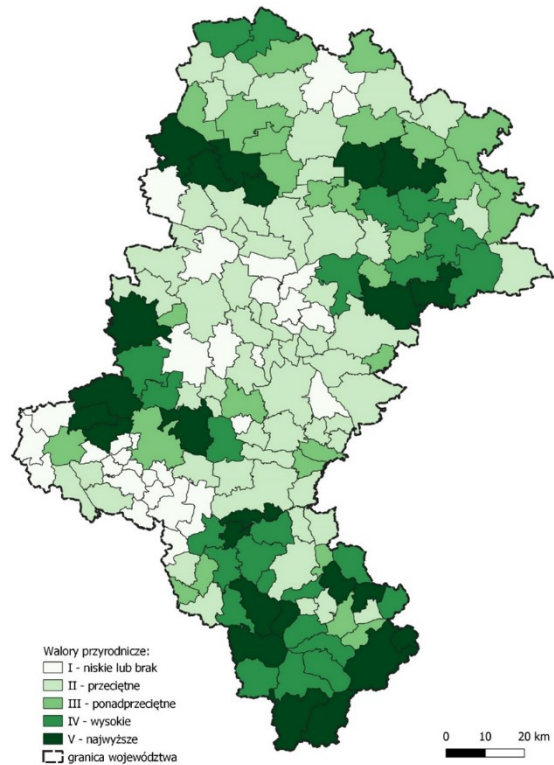 Walory przyrodnicze:
I - niskie lub brak
II - przeciętne
III - ponadprzeciętne
IV - wysokie
V - najwyższe
granica województwa
0 10 20 km